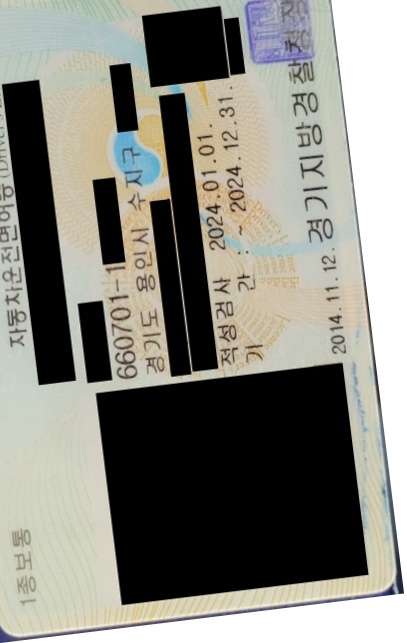 1종보통
자동차운전면허증 (Driver's
660701-1
경기도 용인시 수지구
적성검사 2024.01.01.
기 간 : ~ 2024.12.31.
2014.11.12. 경기지방경찰청장